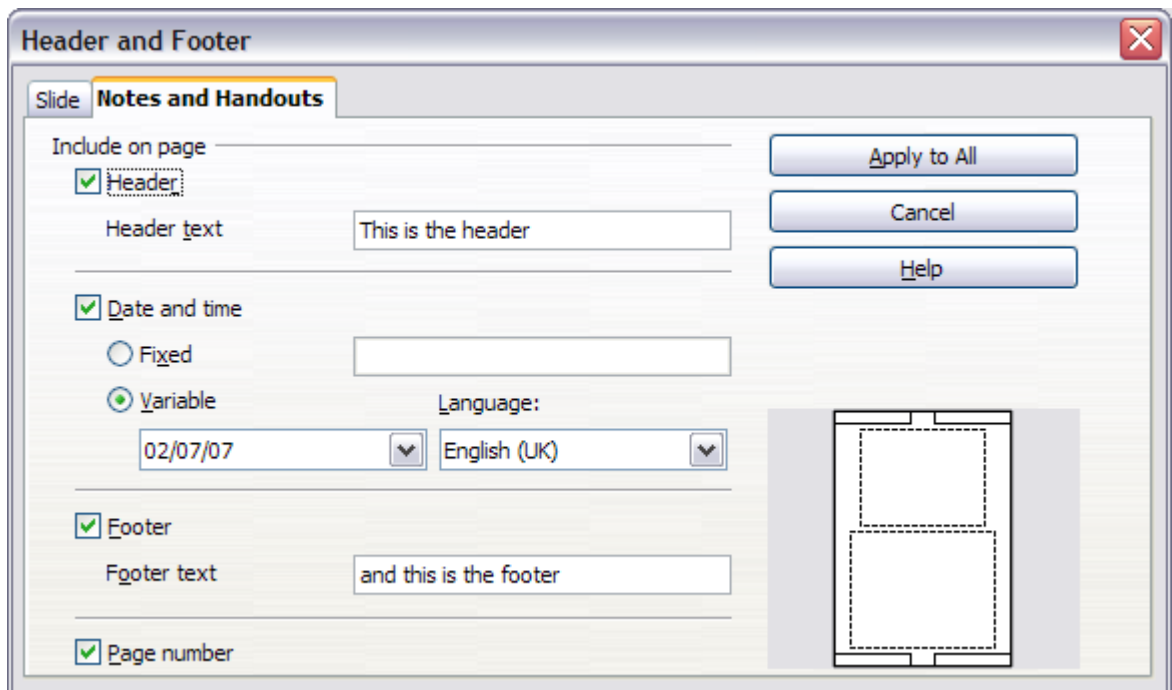 Header and Footer
Slide Notes and Handouts
Include on page
Header
Header text This is the header
Date and time
Fixed
Variable Language:
02/07/07 English (UK)
Footer
Footer text and this is the footer
Page number
Apply to All
Cancel
Help